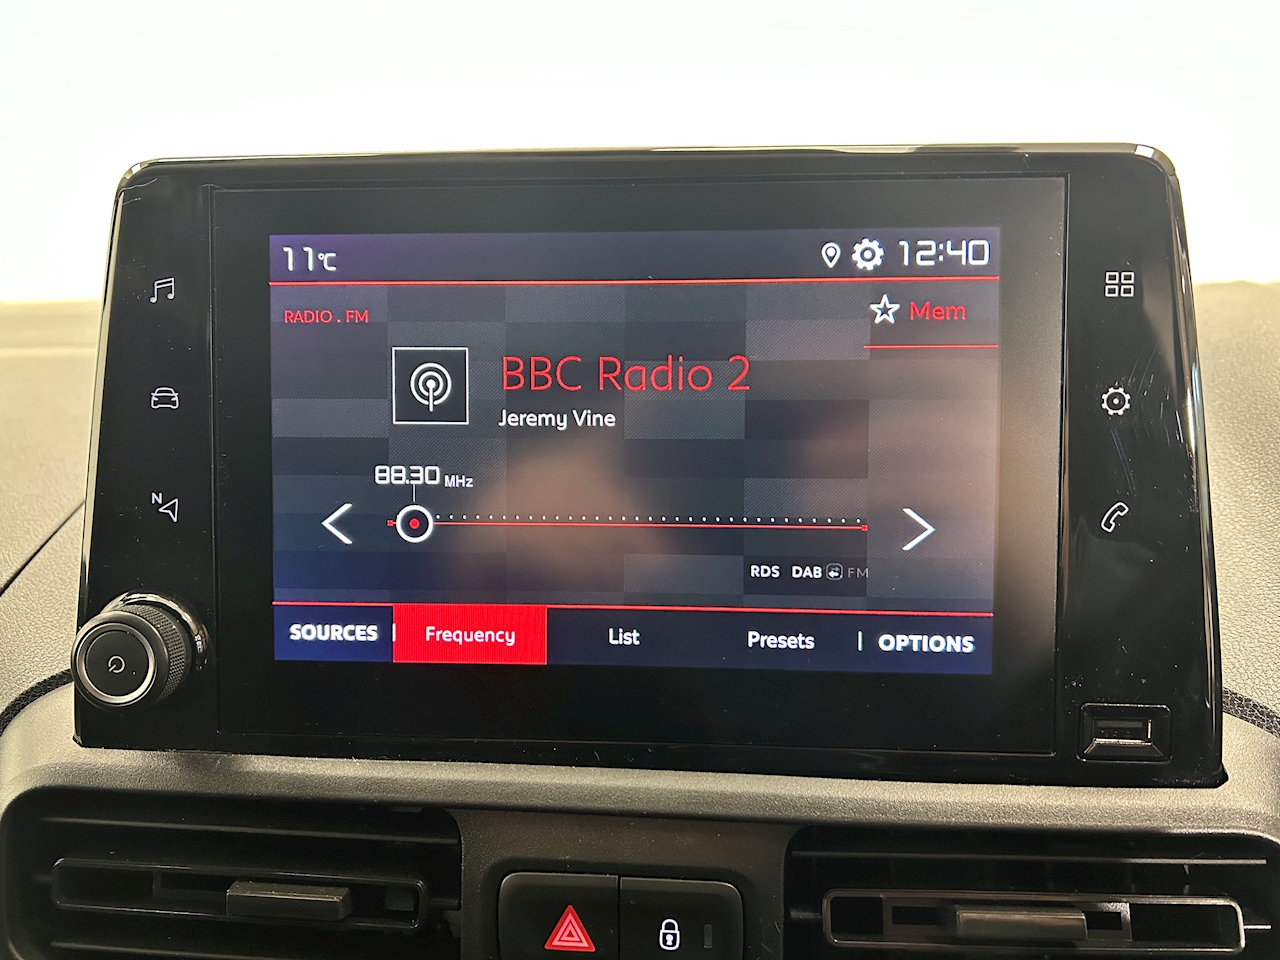 11°C
12:40
RADIO . FM
Mem
BBC Radio 2
Jeremy Vine
88.30 MHz
N
RDS DAB FM
SOURCES
Frequency
List
Presets
OPTIONS